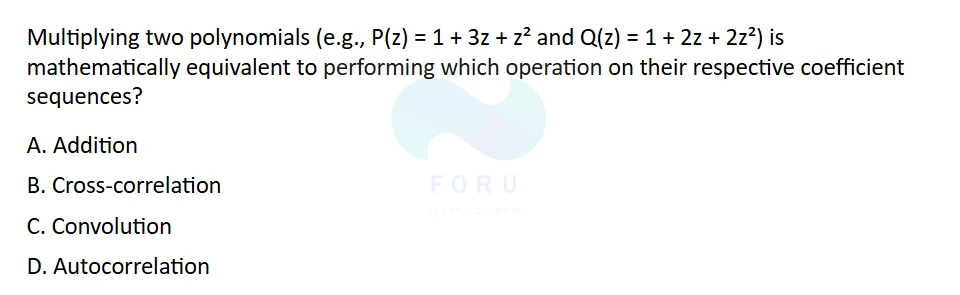 Multiplying two polynomials (e.g., P(z) = 1 + 3z + z² and Q(z) = 1 + 2z + 2z²) is
mathematically equivalent to performing which operation on their respective coefficient
sequences?
A. Addition
B. Cross-correlation
FORU
C. Convolution
D. Autocorrelation